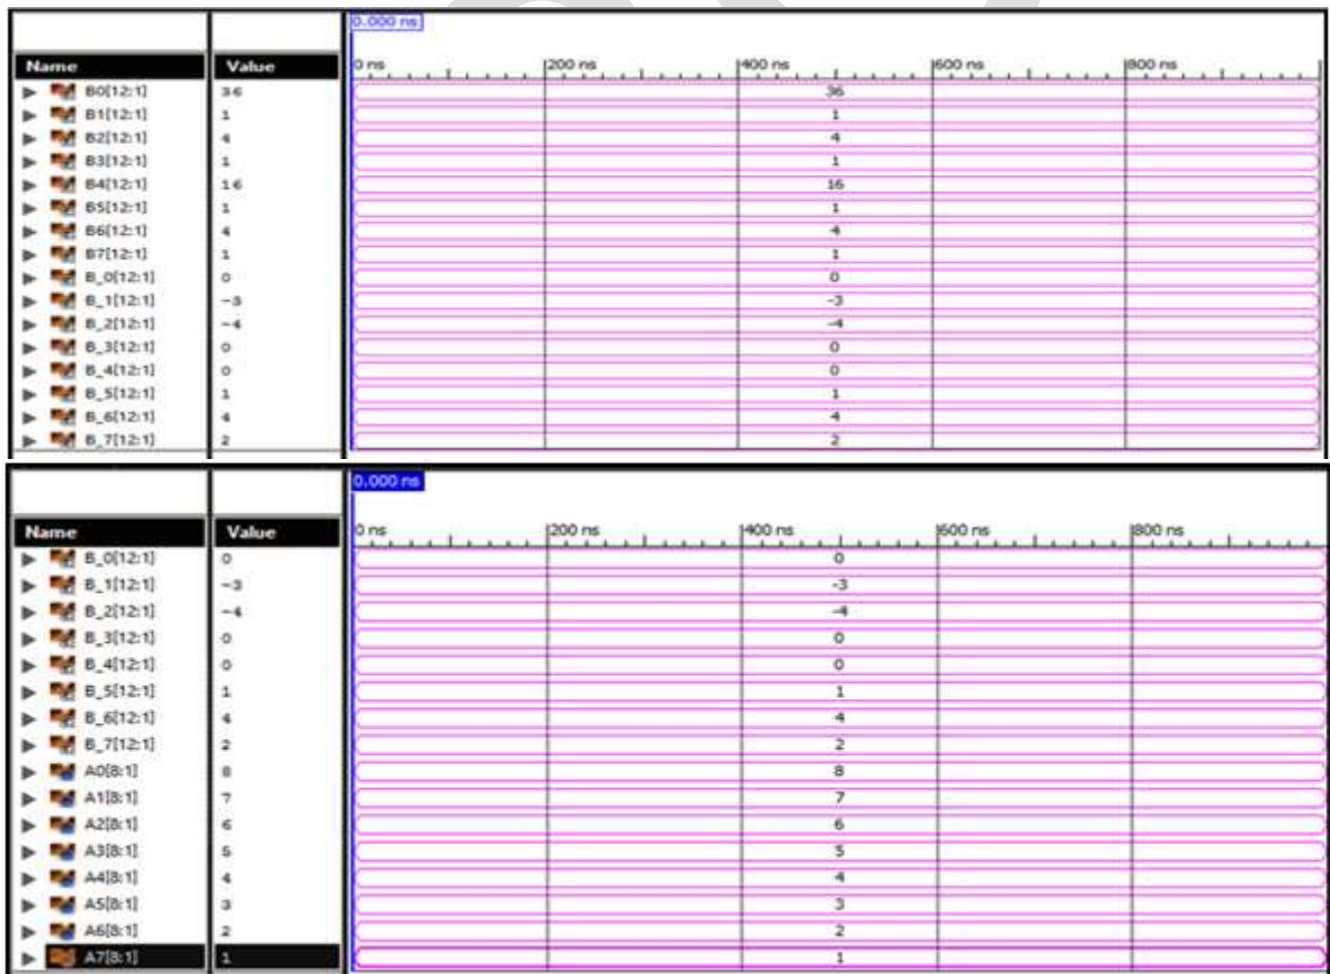 0.000 ns
Name Value 0 ns 200 ns 400 ns 600 ns 800 ns
B0[12:1] 36 36
B1[12:1] 1 1
B2[12:1] 4 4
B3[12:1] 1 1
B4[12:1] 16 16
B5[12:1] 1 1
B6[12:1] 4 4
B7[12:1] 1 1
B_0[12:1] 0 0
B_1[12:1] -3 -3
B_2[12:1] -4 -4
B_3[12:1] 0 0
B_4[12:1] 0 0
B_5[12:1] 1 1
B_6[12:1] 4 4
B_7[12:1] 2 2
0.000 ns
Name Value 0 ns 200 ns 400 ns 600 ns 800 ns
B_0[12:1] 0 0
B_1[12:1] -3 -3
B_2[12:1] -4 -4
B_3[12:1] 0 0
B_4[12:1] 0 0
B_5[12:1] 1 1
B_6[12:1] 4 4
B_7[12:1] 2 2
A0[8:1] 8 8
A1[8:1] 7 7
A2[8:1] 6 6
A3[8:1] 5 5
A4[8:1] 4 4
A5[8:1] 3 3
A6[8:1] 2 2
A7[8:1] 1 1